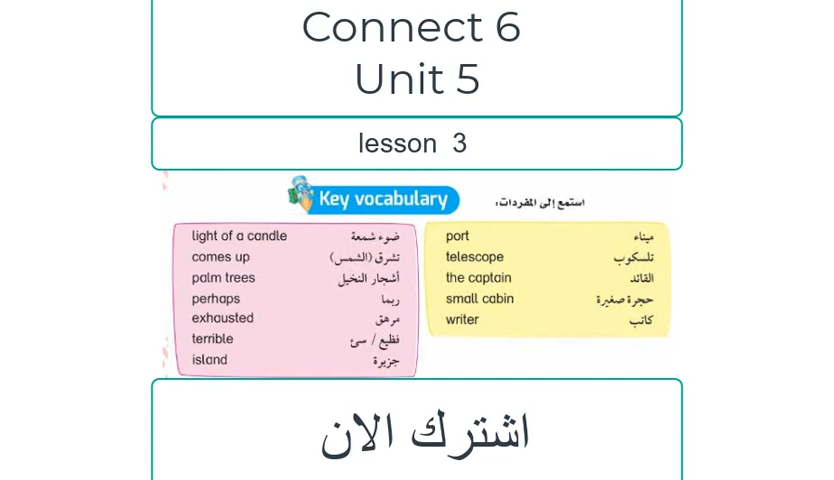 Connect 6
Unit 5
lesson 3
Key vocabulary
استمع إلى المفردات:
light of a candle ضوء شمعة
comes up تشرق (الشمس)
palm trees أشجار النخيل
perhaps ربما
exhausted مرهق
terrible فظيع / سئ
island جزيرة
port ميناء
telescope تلسكوب
the captain القائد
small cabin حجرة صغيرة
writer كاتب
اشترك الان